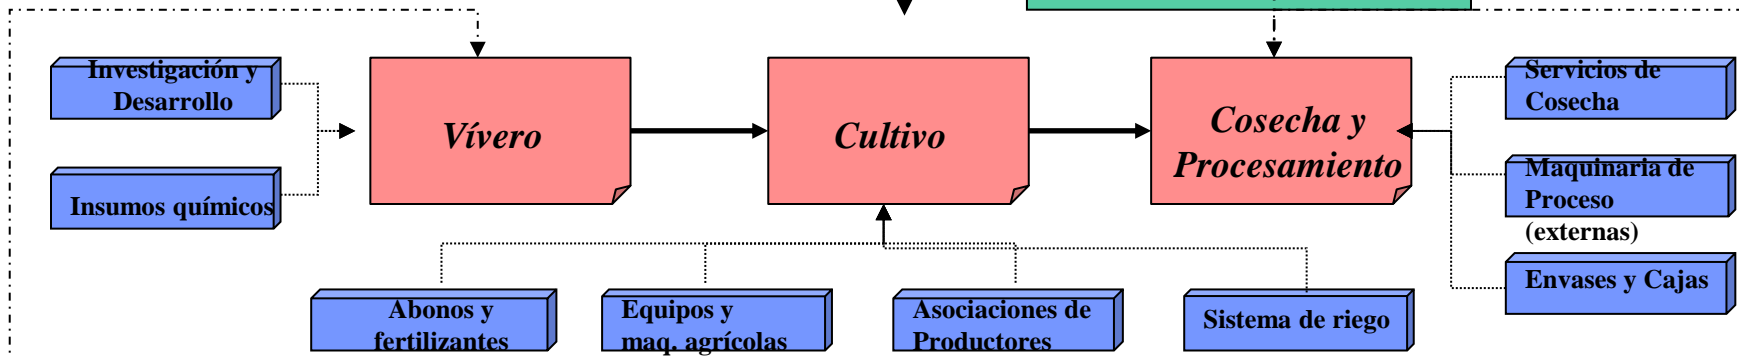 Investigación y
Desarrollo
Insumos químicos
Vívero
Cultivo
Cosecha y
Procesamiento
Servicios de
Cosecha
Maquinaria de
Proceso
(externas)
Envases y Cajas
Abonos y
fertilizantes
Equipos y
maq. agrícolas
Asociaciones de
Productores
Sistema de riego